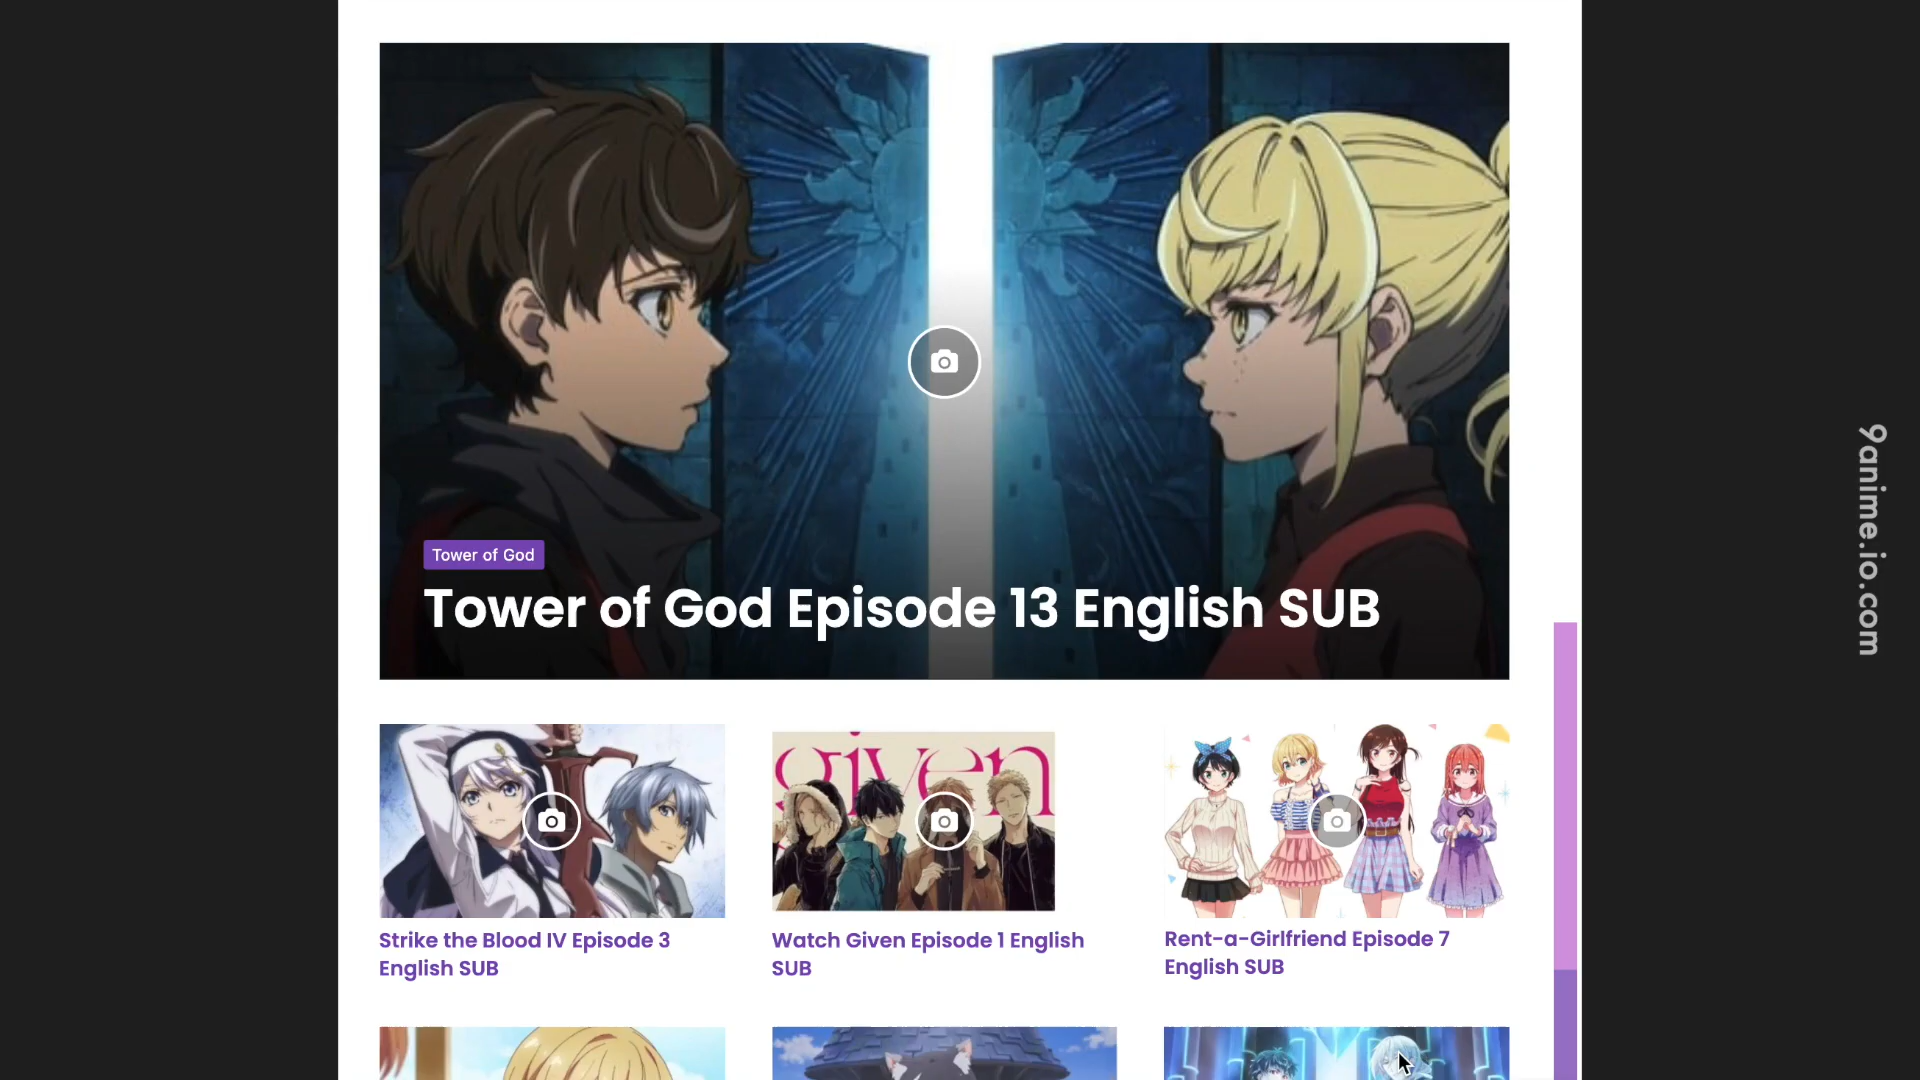 Tower of God
Tower of God Episode 13 English SUB
given
Strike the Blood IV Episode 3
English SUB
Watch Given Episode 1 English
SUB
Rent-a-Girlfriend Episode 7
English SUB
9anime.io.com